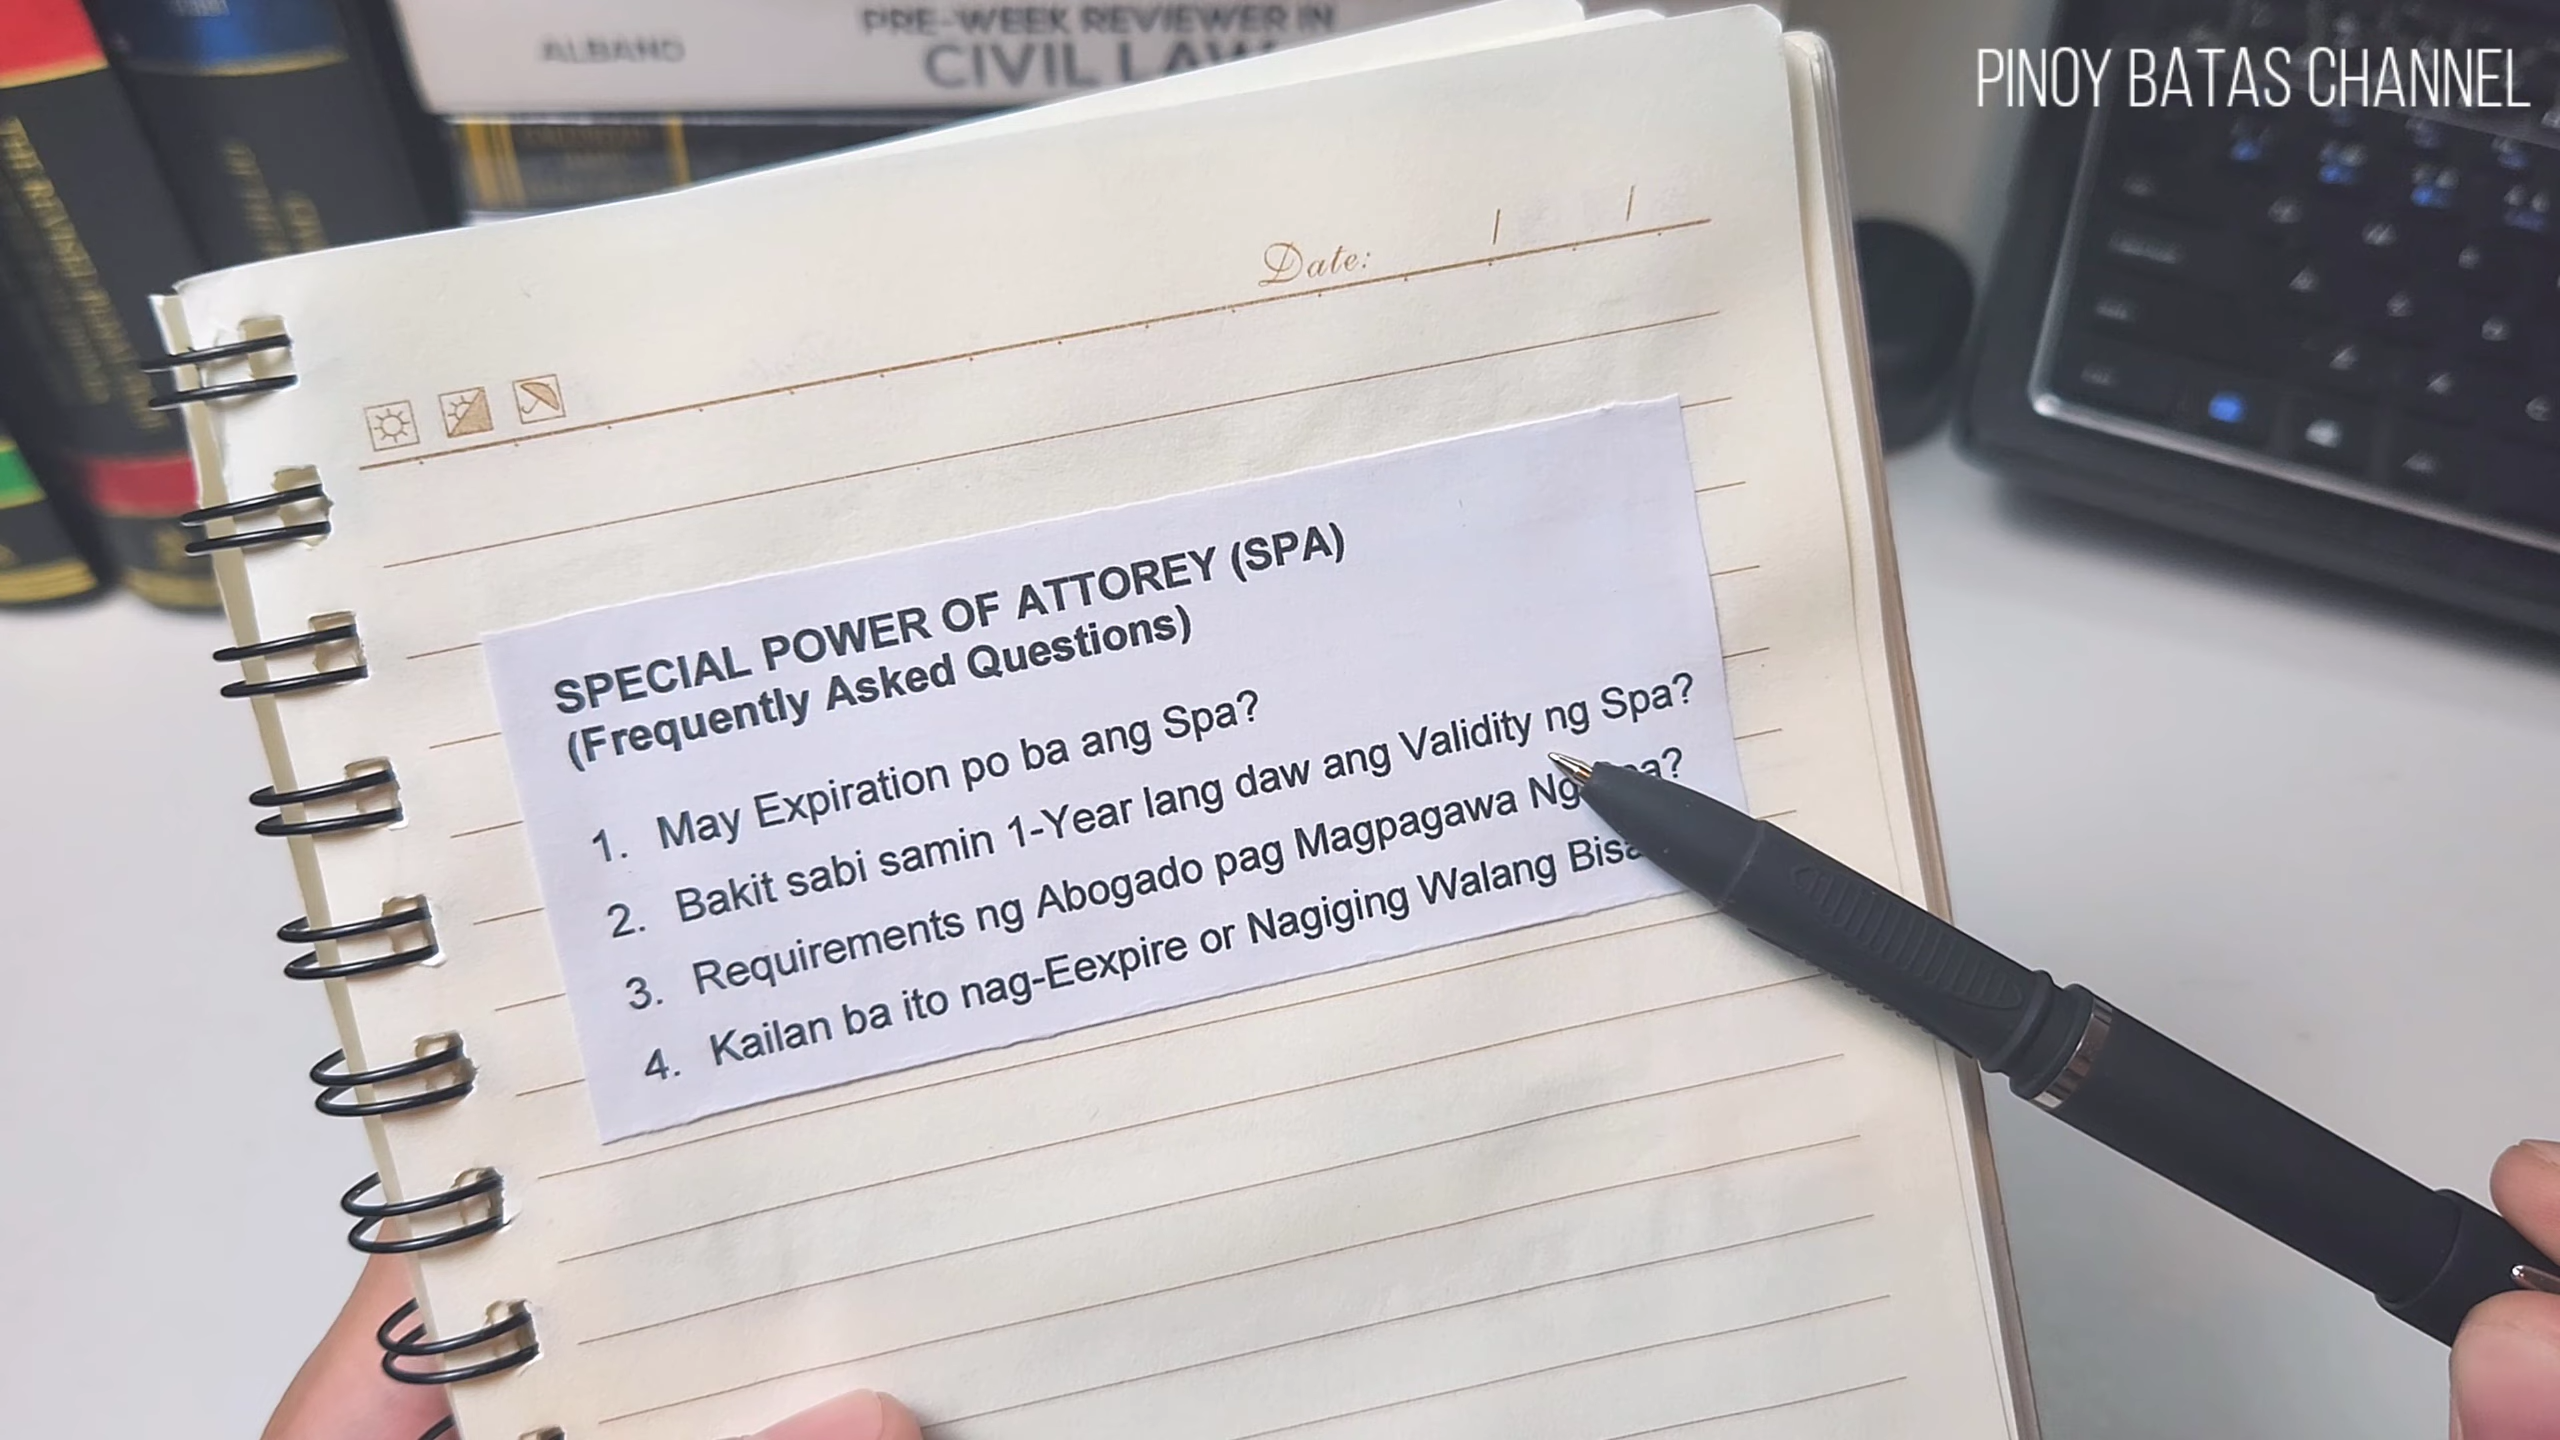 PINOY BATAS CHANNEL
ALBANO
PRE-WEEK REVIEWER IN
CIVIL LAW
Date:
SPECIAL POWER OF ATTOREY (SPA)
(Frequently Asked Questions)
1. May Expiration po ba ang Spa?
2. Bakit sabi samin 1-Year lang daw ang Validity ng Spa?
3. Requirements ng Abogado pag Magpagawa Ng
4. Kailan ba ito nag-Eexpire or Nagiging Walang